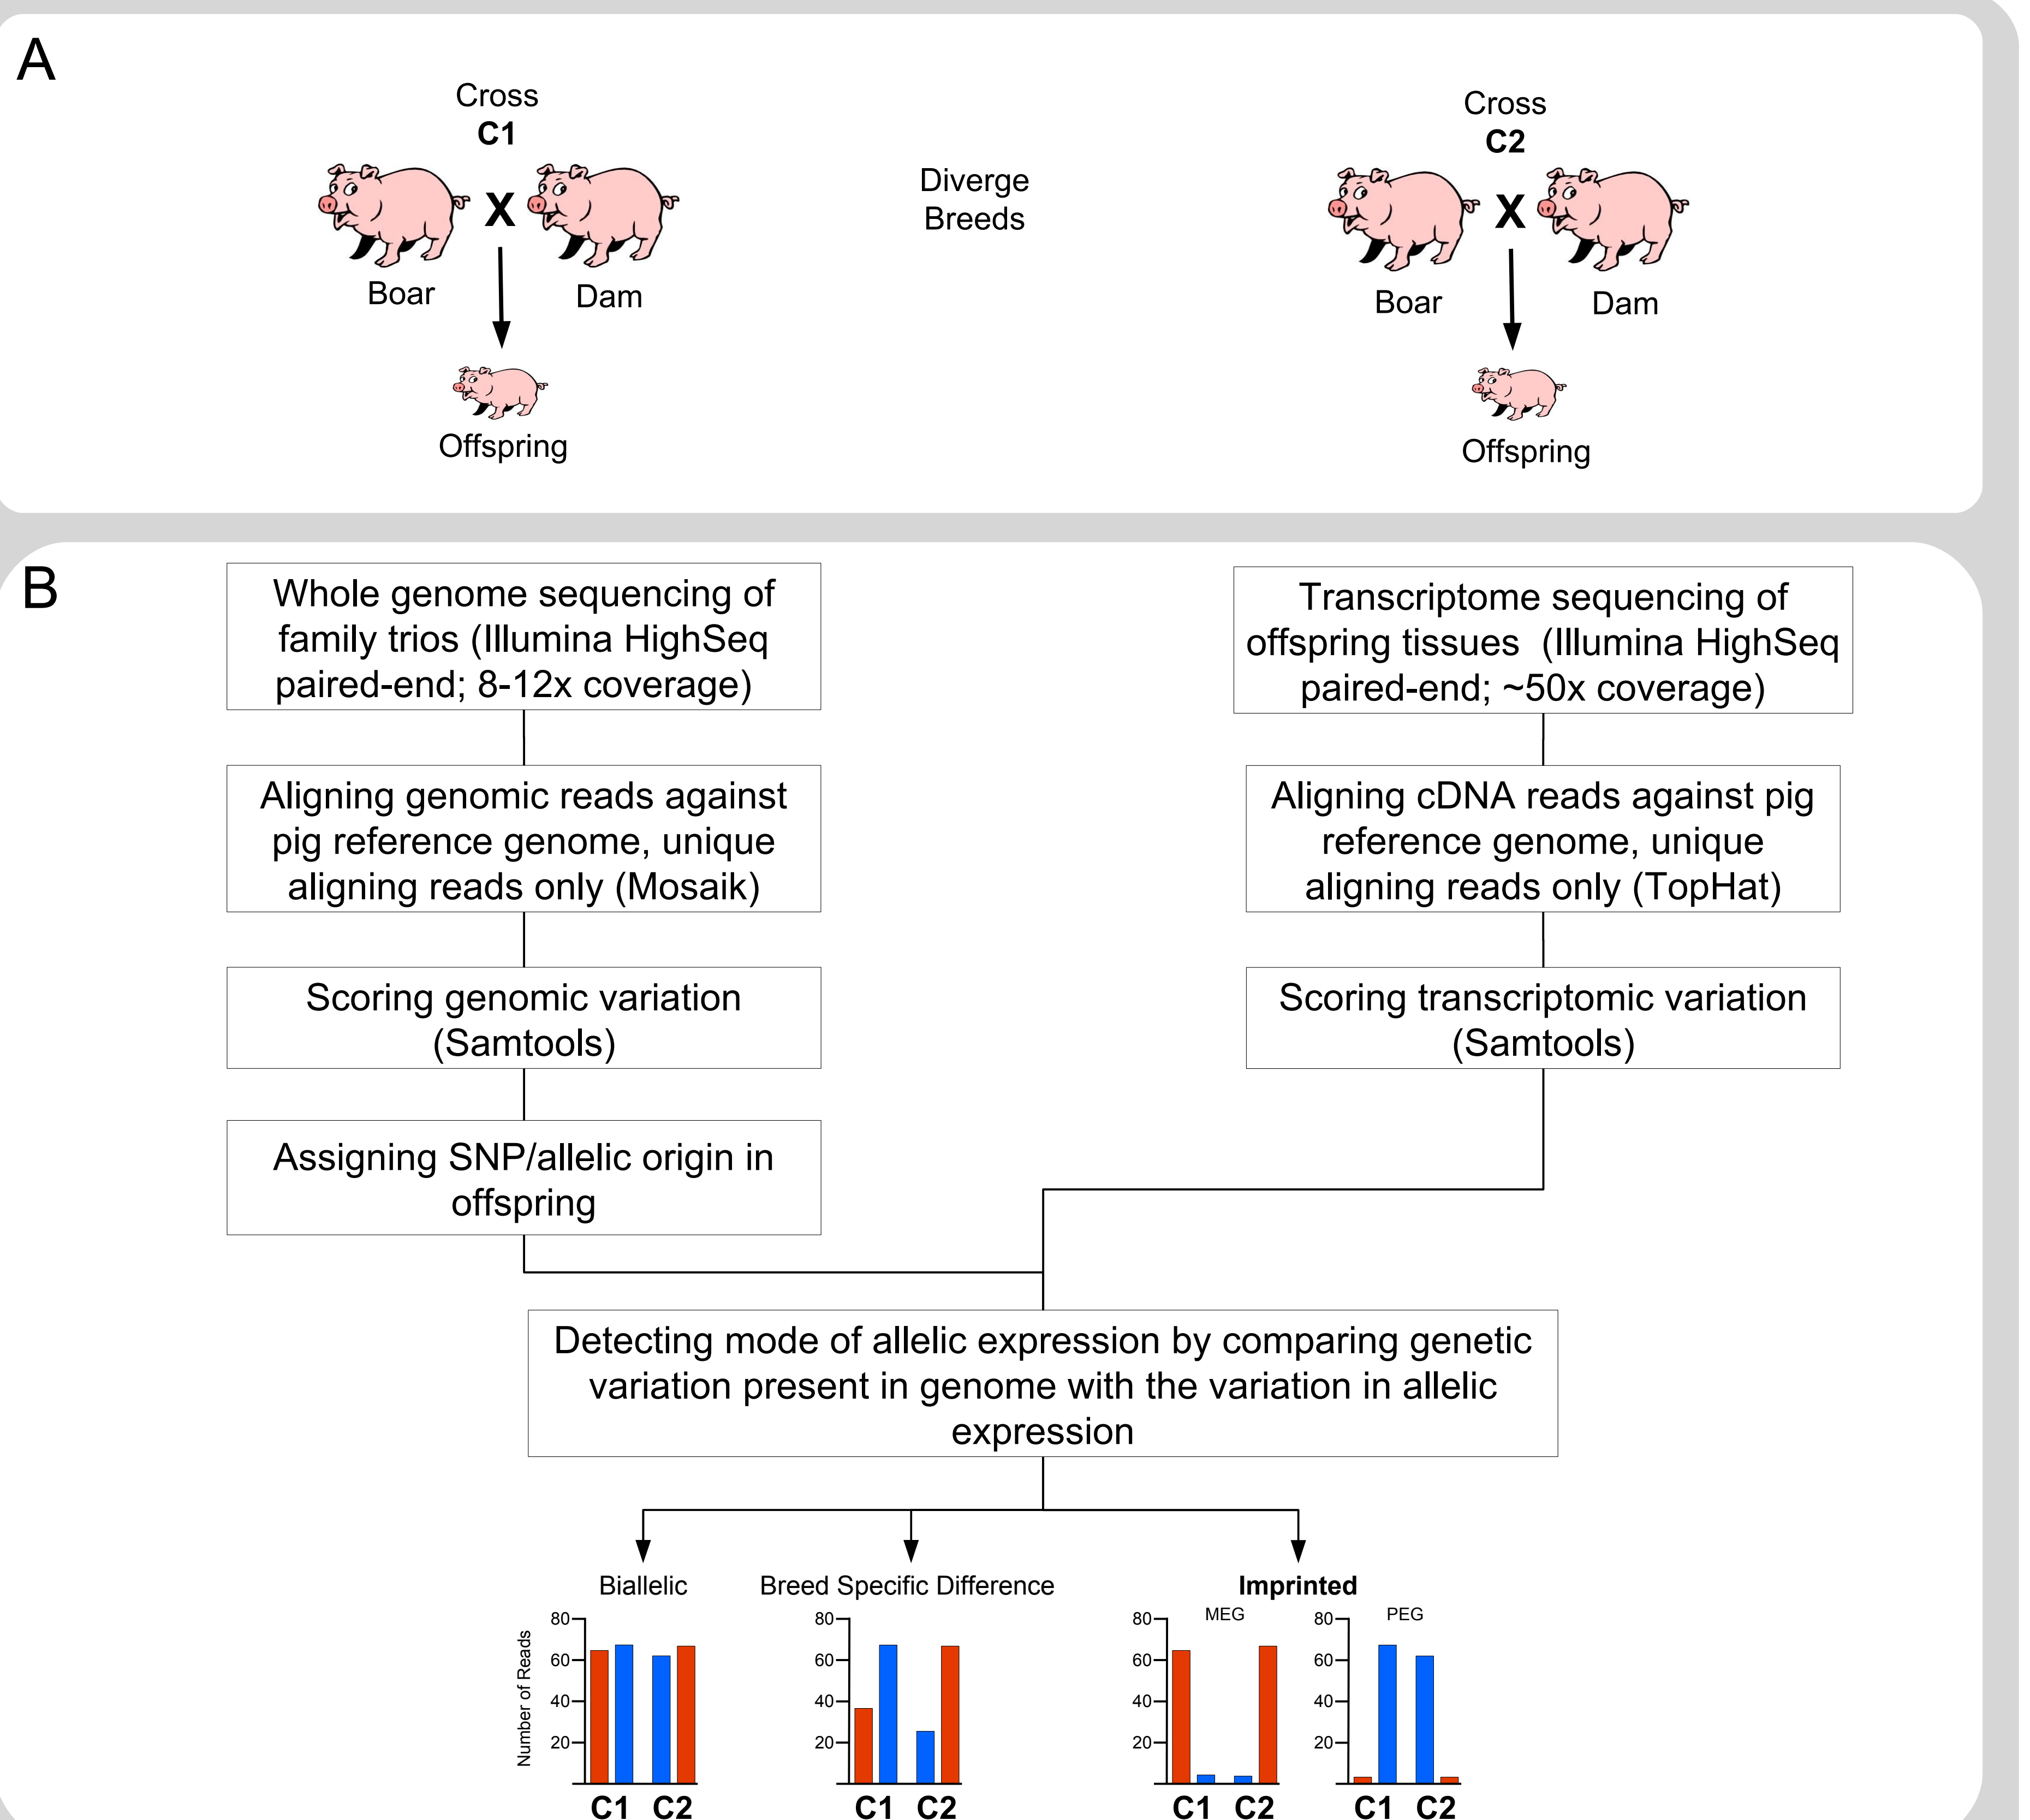 A
Cross
C1
X
Boar
Dam
Offspring
Diverge
Breeds
Cross
C2
X
Boar
Dam
Offspring
B
Whole genome sequencing of
family trios (Illumina HighSeq
paired-end; 8-12x coverage)
Aligning genomic reads against
pig reference genome, unique
aligning reads only (Mosaik)
Scoring genomic variation
(Samtools)
Assigning SNP/allelic origin in
offspring
Transcriptome sequencing of
offspring tissues (Illumina HighSeq
paired-end; ~50x coverage)
Aligning cDNA reads against pig
reference genome, unique
aligning reads only (TopHat)
Scoring transcriptomic variation
(Samtools)
Detecting mode of allelic expression by comparing genetic
variation present in genome with the variation in allelic
expression
Biallelic
Number of Reads
80
60
40
20
C1 C2
Breed Specific Difference
80
60
40
20
C1 C2
Imprinted
MEG
80
60
40
20
C1 C2
PEG
80
60
40
20
C1 C2